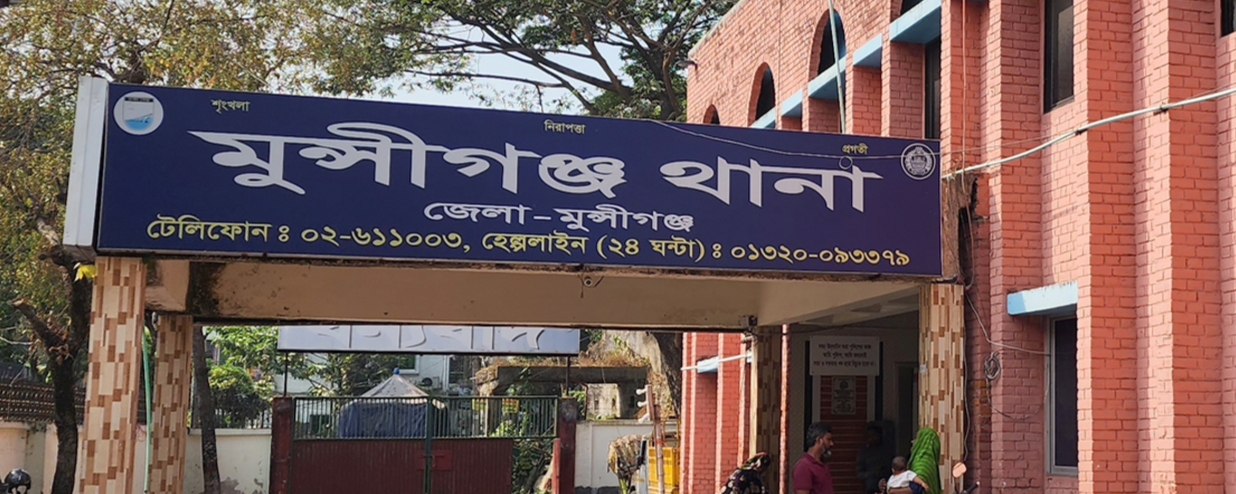 শৃংখলা নিরাপত্তা প্রগতী
মুন্সীগঞ্জ থানা
জেলা-মুন্সীগঞ্জ
টেলিফোন ঃ ০২-৬১১০০৩, হেল্পলাইন (২৪ ঘন্টা) ঃ ০১৩২০-০৯৩৩৭৯